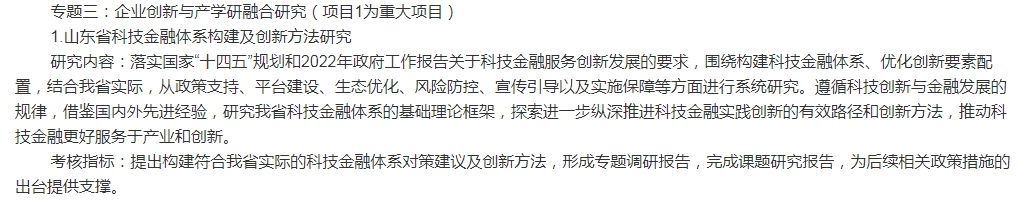 专题三：企业创新与产学研融合研究（项目1为重大项目）
1.山东省科技金融体系构建及创新方法研究
研究内容：落实国家“十四五”规划和2022年政府工作报告关于科技金融服务创新发展的要求，围绕构建科技金融体系、优化创新要素配
置，结合我省实际，从政策支持、平台建设、生态优化、风险防控、宣传引导以及实施保障等方面进行系统研究。遵循科技创新与金融发展的
规律，借鉴国内外先进经验，研究我省科技金融体系的基础理论框架，探索进一步纵深推进科技金融实践创新的有效路径和创新方法，推动科
技金融更好服务于产业和创新。
考核指标：提出构建符合我省实际的科技金融体系对策建议及创新方法，形成专题调研报告，完成课题研究报告，为后续相关政策措施的
出台提供支撑。